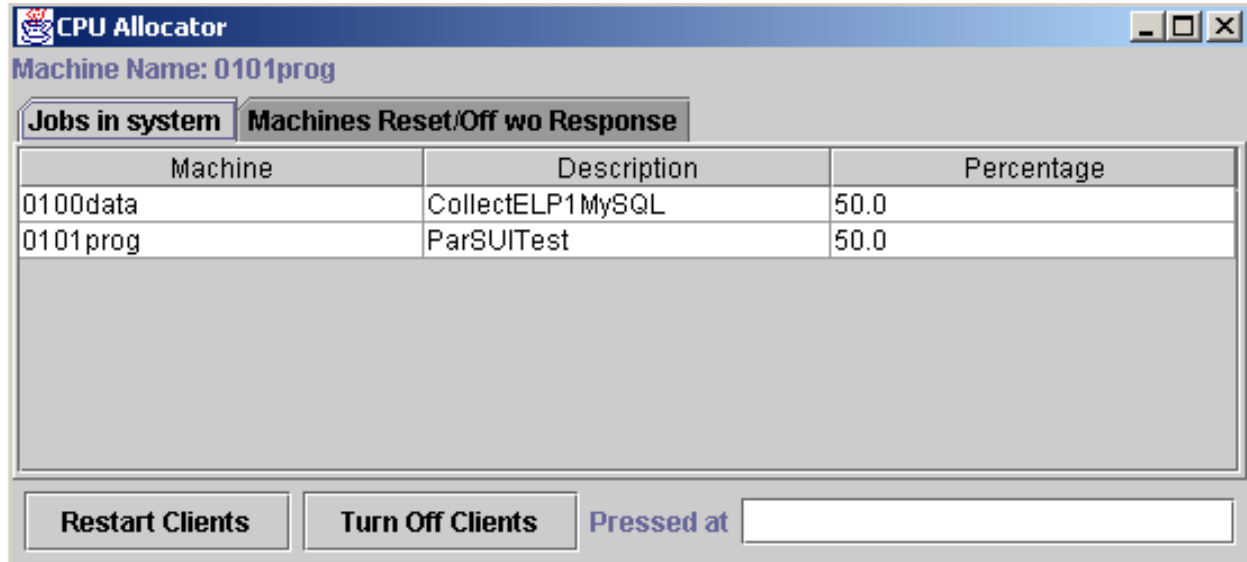 CPU Allocator
Machine Name: 0101prog
Jobs in system Machines Reset/Off wo Response
Machine Description Percentage
0100data CollectELP1MySQL 50.0
0101prog ParSUITest 50.0
Restart Clients Turn Off Clients Pressed at